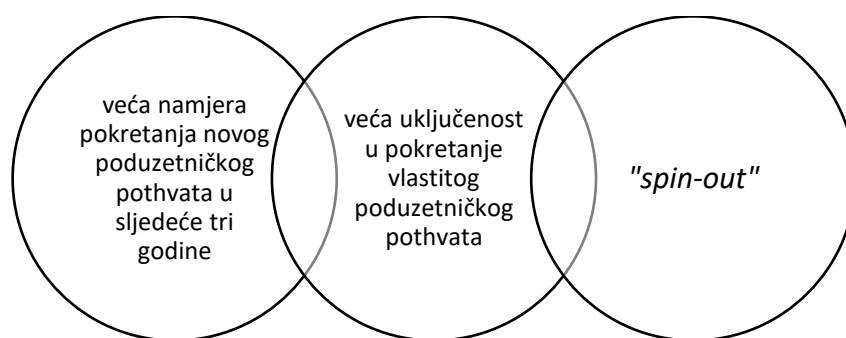 veća namjera
pokretanja novog
poduzetničkog
pothvata u
sljedeće tri
godine
veća uključenost
u pokretanje
vlastitog
poduzetničkog
pothvata
"spin-out"